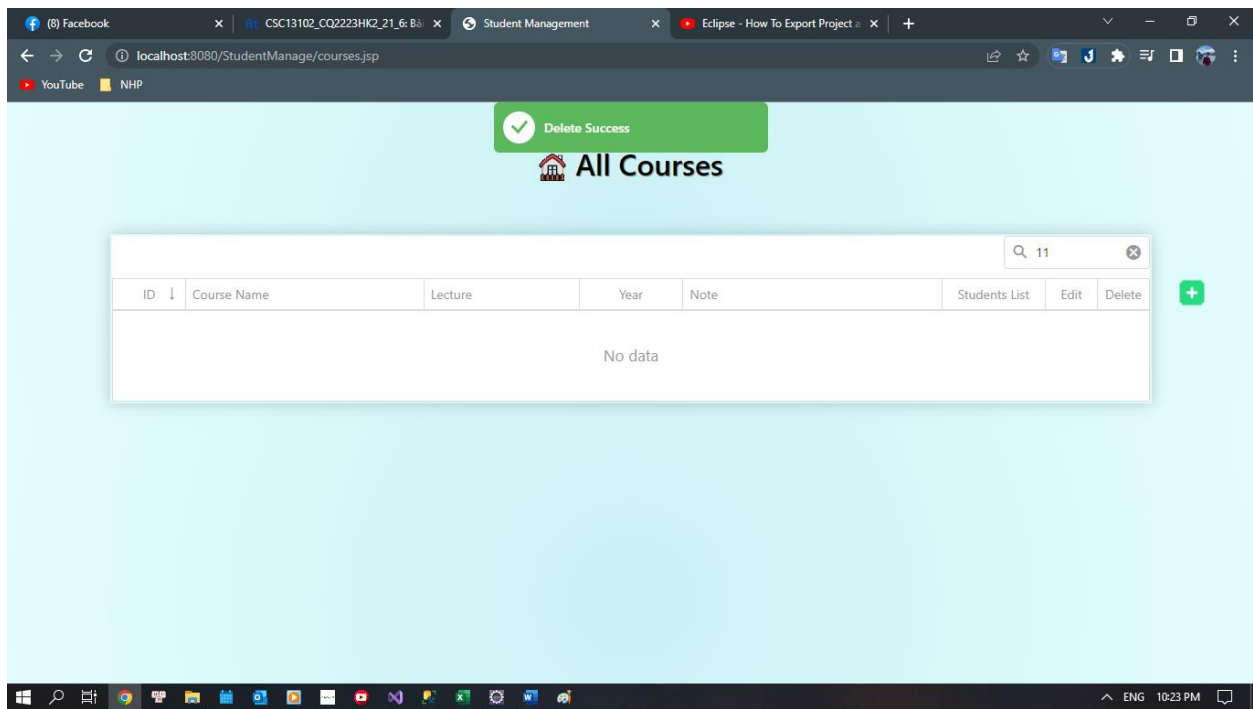 (8) Facebook
fit CSC13102_CQ2223HK2_21_6: Bài
Student Management
Eclipse - How To Export Project a
localhost:8080/StudentManage/courses.jsp
YouTube NHP
Delete Success
All Courses
11
ID Course Name Lecture Year Note Students List Edit Delete
No data
ENG 10:23 PM